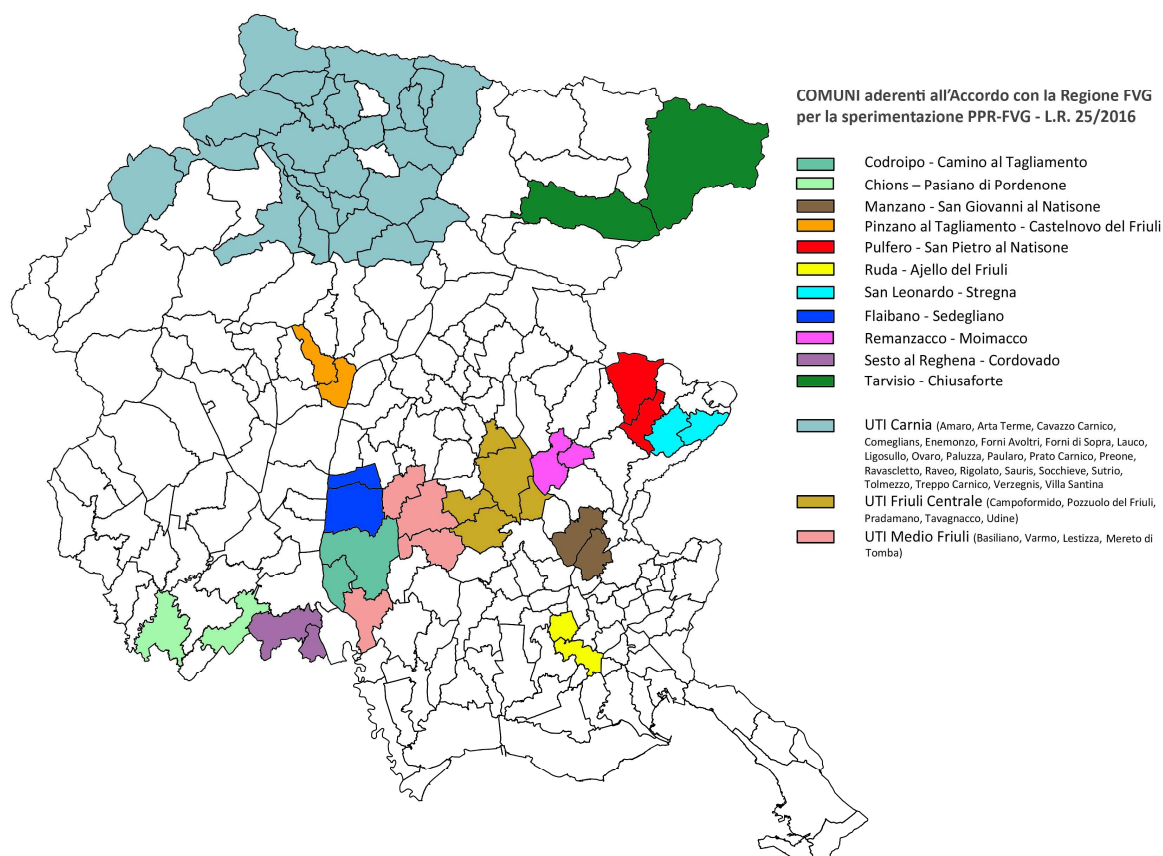 COMUNI aderenti all’Accordo con la Regione FVG
per la sperimentazione PPR-FVG - L.R. 25/2016
Codroipo - Camino al Tagliamento
Chions – Pasiano di Pordenone
Manzano - San Giovanni al Natisone
Pinzano al Tagliamento - Castelnovo del Friuli
Pulfero - San Pietro al Natisone
Ruda - Ajello del Friuli
San Leonardo - Stregna
Flaibano - Sedegliano
Remanzacco - Moimacco
Sesto al Reghena - Cordovado
Tarvisio - Chiusaforte
UTI Carnia (Amaro, Arta Terme, Cavazzo Carnico,
Comeglians, Enemonzo, Forni Avoltri, Forni di Sopra, Lauco,
Ligosullo, Ovaro, Paluzza, Paularo, Prato Carnico, Preone,
Ravascletto, Raveo, Rigolato, Sauris, Socchieve, Sutrio,
Tolmezzo, Treppo Carnico, Verzegnis, Villa Santina
UTI Friuli Centrale (Campoformido, Pozzuolo del Friuli,
Pradamano, Tavagnacco, Udine)
UTI Medio Friuli (Basiliano, Varmo, Lestizza, Mereto di
Tomba)